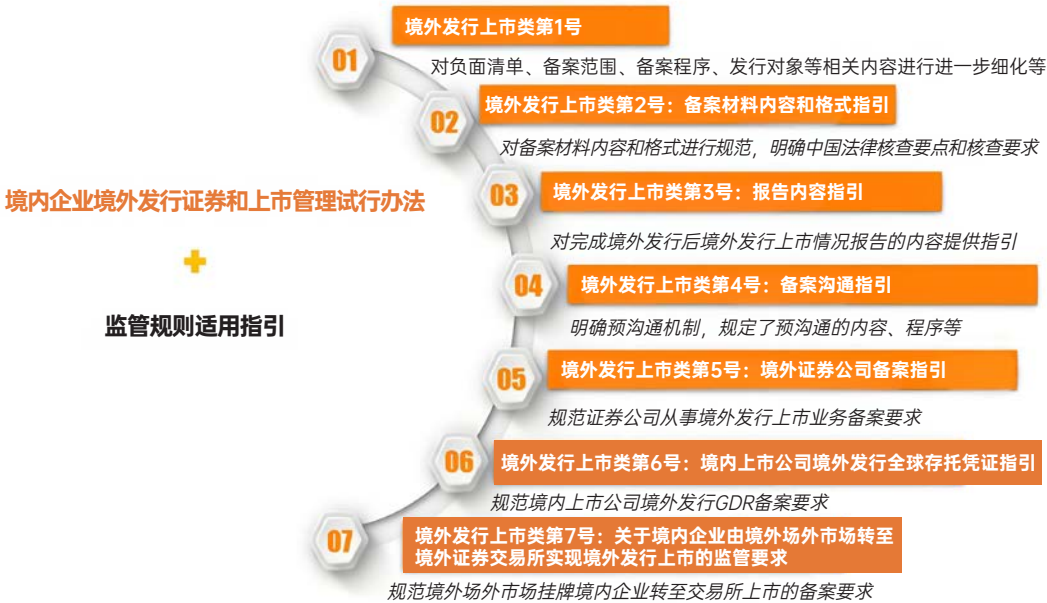 境内企业境外发行证券和上市管理试行办法
+
监管规则适用指引
01
境外发行上市类第1号
对负面清单、备案范围、备案程序、发行对象等相关内容进行进一步细化等
02
境外发行上市类第2号：备案材料内容和格式指引
对备案材料内容和格式进行规范，明确中国法律核查要点和核查要求
03
境外发行上市类第3号：报告内容指引
对完成境外发行后境外发行上市情况报告的内容提供指引
04
境外发行上市类第4号：备案沟通指引
明确预沟通机制，规定了预沟通的内容、程序等
05
境外发行上市类第5号：境外证券公司备案指引
规范证券公司从事境外发行上市业务备案要求
06
境外发行上市类第6号：境内上市公司境外发行全球存托凭证指引
规范境内上市公司境外发行GDR备案要求
07
境外发行上市类第7号：关于境内企业由境外场外市场转至
境外证券交易所实现境外发行上市的监管要求
规范境外场外市场挂牌境内企业转至交易所上市的备案要求